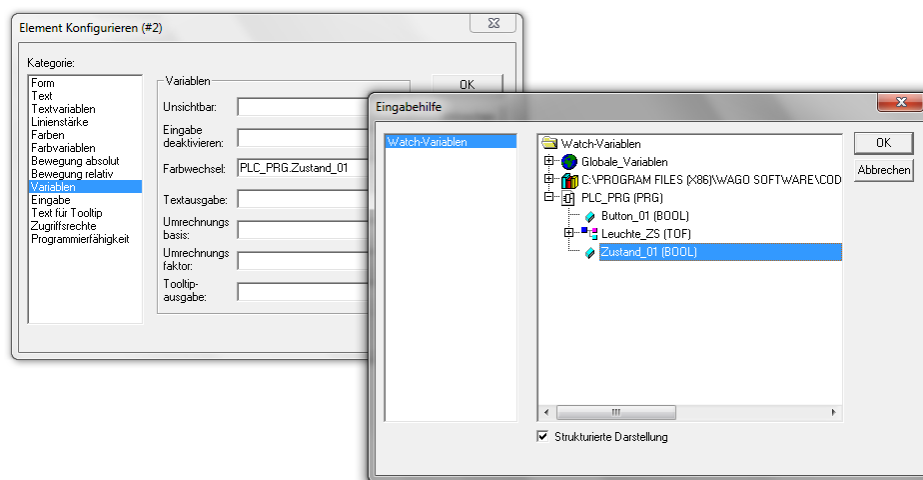 Element Konfigurieren (#2)
Kategorie:
Form
Text
Textvariablen
Linienstärke
Farben
Farbvariablen
Bewegung absolut
Bewegung relativ
Variablen
Eingabe
Text für Tooltip
Zugriffsrechte
Programmierfähigkeit
Variablen
Unsichtbar:
Eingabe
deaktivieren:
Farbwechsel: PLC_PRG.Zustand_01
Textausgabe:
Umrechnungs
basis:
Umrechnungs
faktor:
Tooltip-
ausgabe:
OK
Eingabehilfe
Watch-Variablen
Watch-Variablen
Globale_Variablen
C:\PROGRAM FILES (X86)\WAGO SOFTWARE\COD
PLC_PRG (PRG)
Button_01 (BOOL)
Leuchte_ZS (TOF)
Zustand_01 (BOOL)
OK
Abbrechen
Strukturierte Darstellung